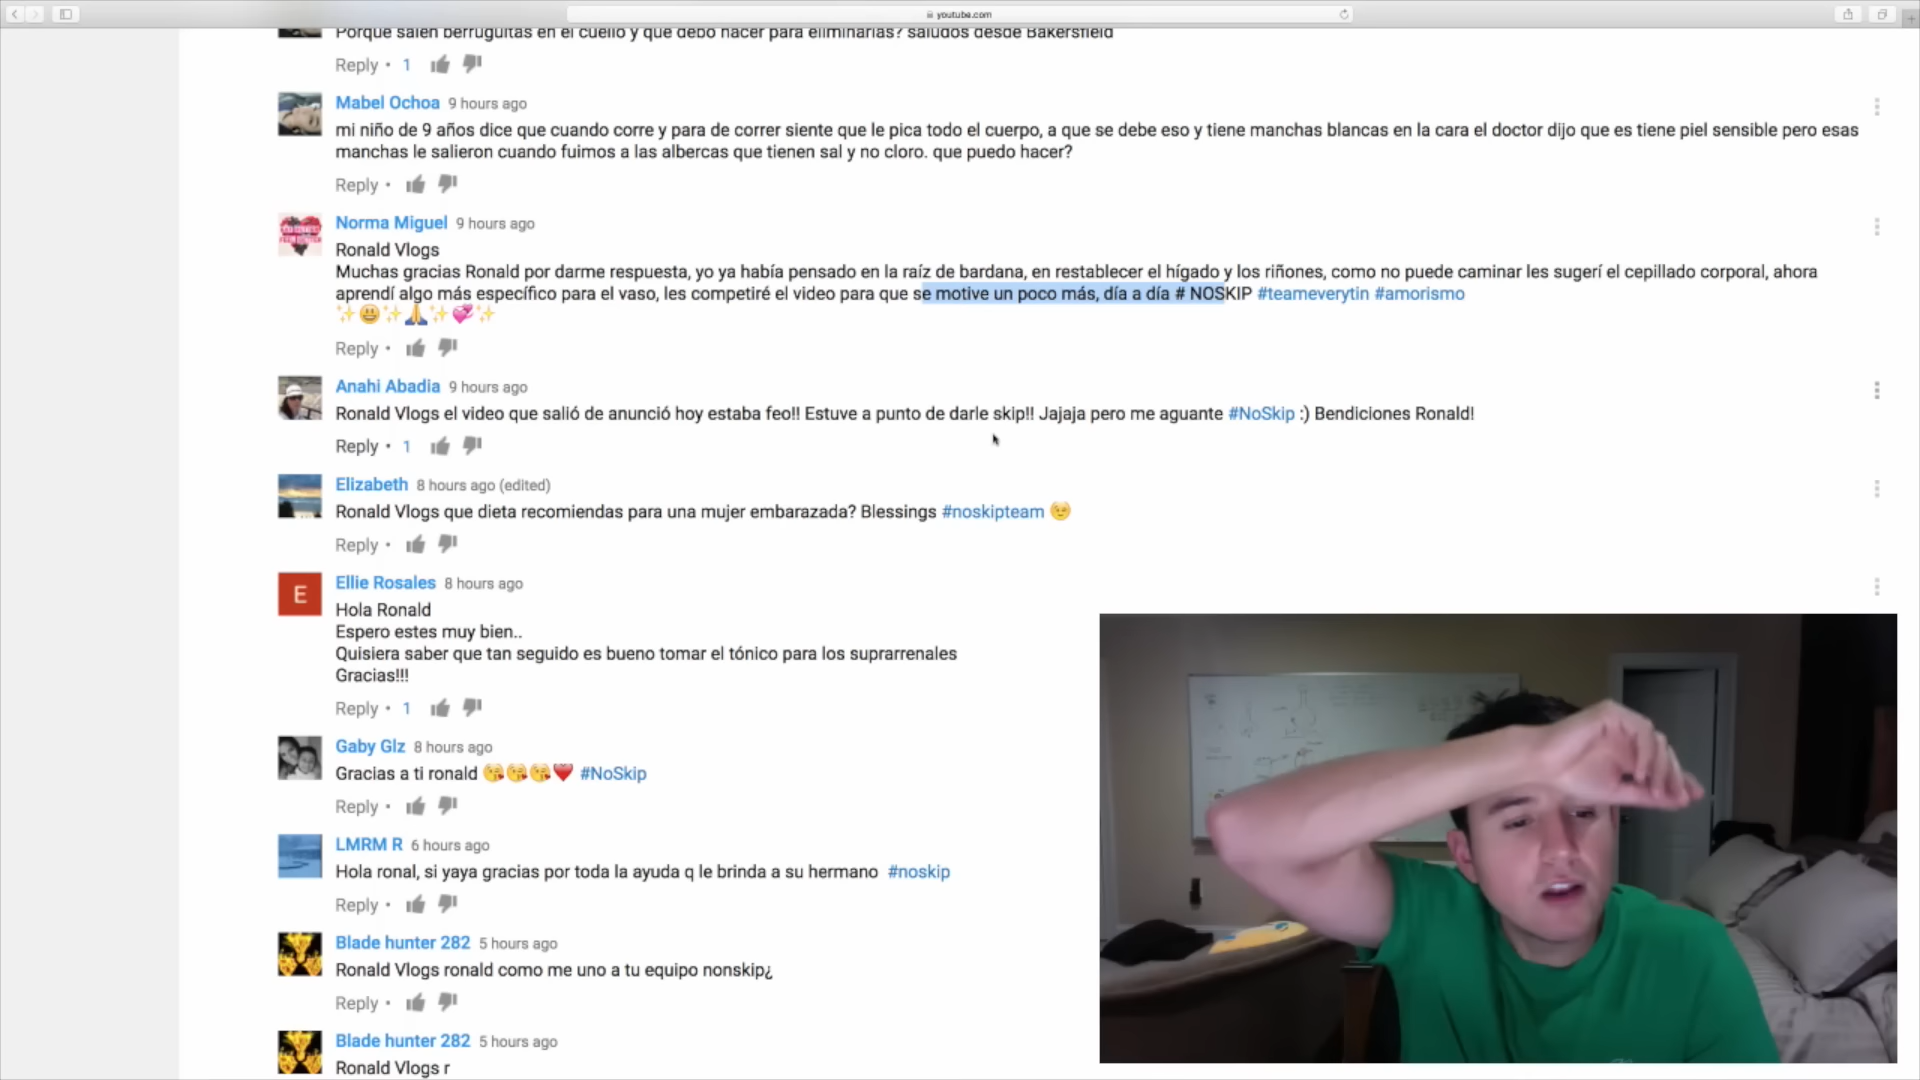 youtube.com
Porque salen berruguitas en el cuello y que debo hacer para eliminarlas? saludos desde Bakersfield
Reply • 1
Mabel Ochoa 9 hours ago
mi niño de 9 años dice que cuando corre y para de correr siente que le pica todo el cuerpo, a que se debe eso y tiene manchas blancas en la cara el doctor dijo que es tiene piel sensible pero esas
manchas le salieron cuando fuimos a las albercas que tienen sal y no cloro. que puedo hacer?
Reply •
Norma Miguel 9 hours ago
Ronald Vlogs
Muchas gracias Ronald por darme respuesta, yo ya había pensado en la raíz de bardana, en restablecer el hígado y los riñones, como no puede caminar les sugerí el cepillado corporal, ahora
aprendí algo más específico para el vaso, les competiré el video para que se motive un poco más, día a día # NOSKIP #teameverytin #amorismo
✨😃✨🙏✨💞✨
Reply •
Anahi Abadia 9 hours ago
Ronald Vlogs el video que salió de anunció hoy estaba feo!! Estuve a punto de darle skip!! Jajaja pero me aguante #NoSkip :) Bendiciones Ronald!
Reply • 1
Elizabeth 8 hours ago (edited)
Ronald Vlogs que dieta recomiendas para una mujer embarazada? Blessings #noskipteam 😉
Reply •
E
Ellie Rosales 8 hours ago
Hola Ronald
Espero estes muy bien..
Quisiera saber que tan seguido es bueno tomar el tónico para los suprarrenales
Gracias!!!
Reply • 1
Gaby Glz 8 hours ago
Gracias a ti ronald 😘😘😘❤️ #NoSkip
Reply •
LMRM R 6 hours ago
Hola ronal, si yaya gracias por toda la ayuda q le brinda a su hermano #noskip
Reply •
Blade hunter 282 5 hours ago
Ronald Vlogs ronald como me uno a tu equipo nonskip¿
Reply •
Blade hunter 282 5 hours ago
Ronald Vlogs r